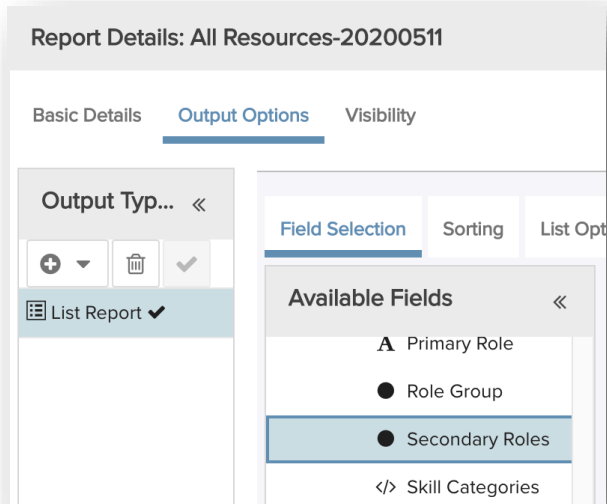 Report Details: All Resources-20200511
Basic Details Output Options Visibility
Output Typ...
Field Selection Sorting List Opt
List Report
Available Fields
A Primary Role
Role Group
Secondary Roles
</> Skill Categories